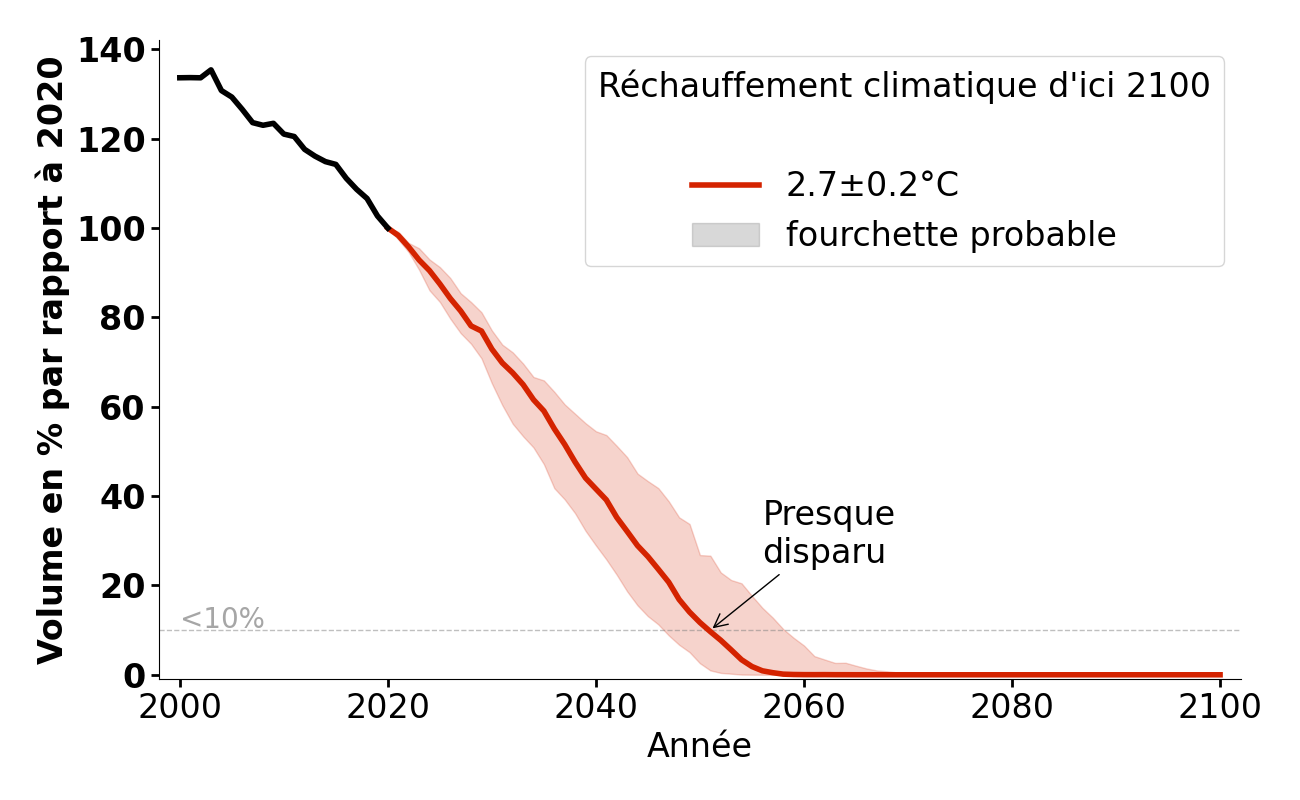 Volume en % par rapport à 2020
140
120
100
80
60
40
20
0
Réchauffement climatique d'ici 2100
2.7±0.2°C
fourchette probable
Presque
disparu
<10%
2000
2020
2040
2060
2080
2100
Année